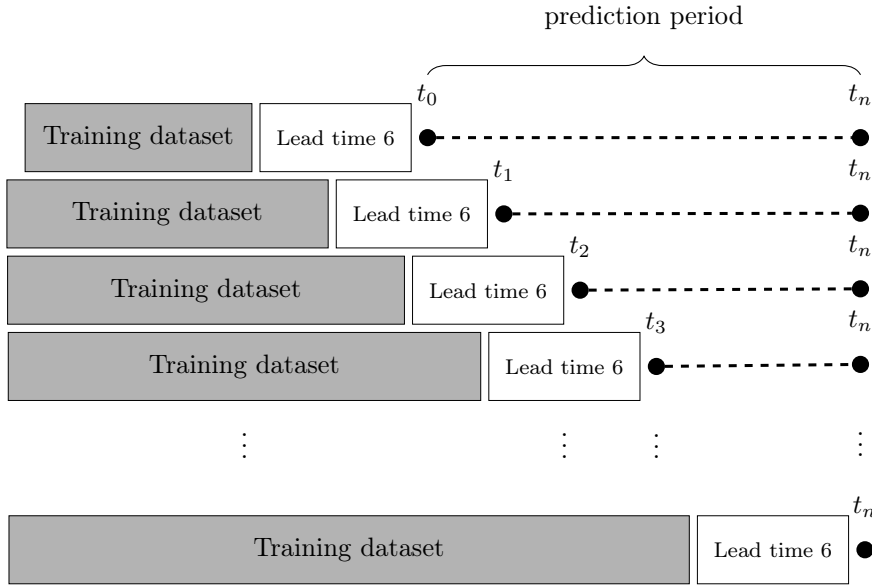 prediction period
t₀ tₙ
Training dataset Lead time 6
t₁ tₙ
Training dataset Lead time 6
t₂ tₙ
Training dataset Lead time 6
t₃ tₙ
Training dataset Lead time 6
⋮ ⋮ ⋮ ⋮
tₙ
Training dataset Lead time 6